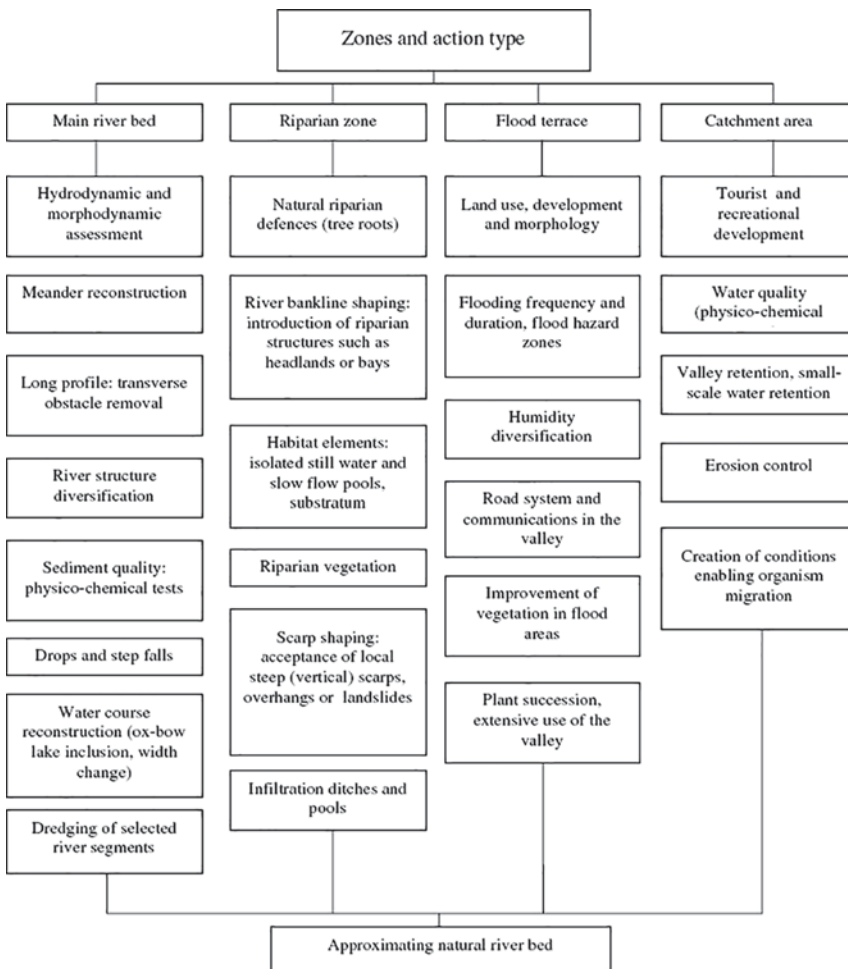 Zones and action type
Main river bed
Riparian zone
Flood terrace
Catchment area
Hydrodynamic and
morphodynamic
assessment
Meander reconstruction
Long profile: transverse
obstacle removal
River structure
diversification
Sediment quality:
physico-chemical tests
Drops and step falls
Water course
reconstruction (ox-bow
lake inclusion, width
change)
Dredging of selected
river segments
Natural riparian
defences (tree roots)
River bankline shaping:
introduction of riparian
structures such as
headlands or bays
Habitat elements:
isolated still water and
slow flow pools,
substratum
Riparian vegetation
Scarp shaping:
acceptance of local
steep (vertical) scarps,
overhangs or landslides
Infiltration ditches and
pools
Land use, development
and morphology
Flooding frequency and
duration, flood hazard
zones
Humidity
diversification
Road system and
communications in the
valley
Improvement of
vegetation in flood
areas
Plant succession,
extensive use of the
valley
Tourist and
recreational
development
Water quality
(physico-chemical
Valley retention, small-
scale water retention
Erosion control
Creation of conditions
enabling organism
migration
Approximating natural river bed